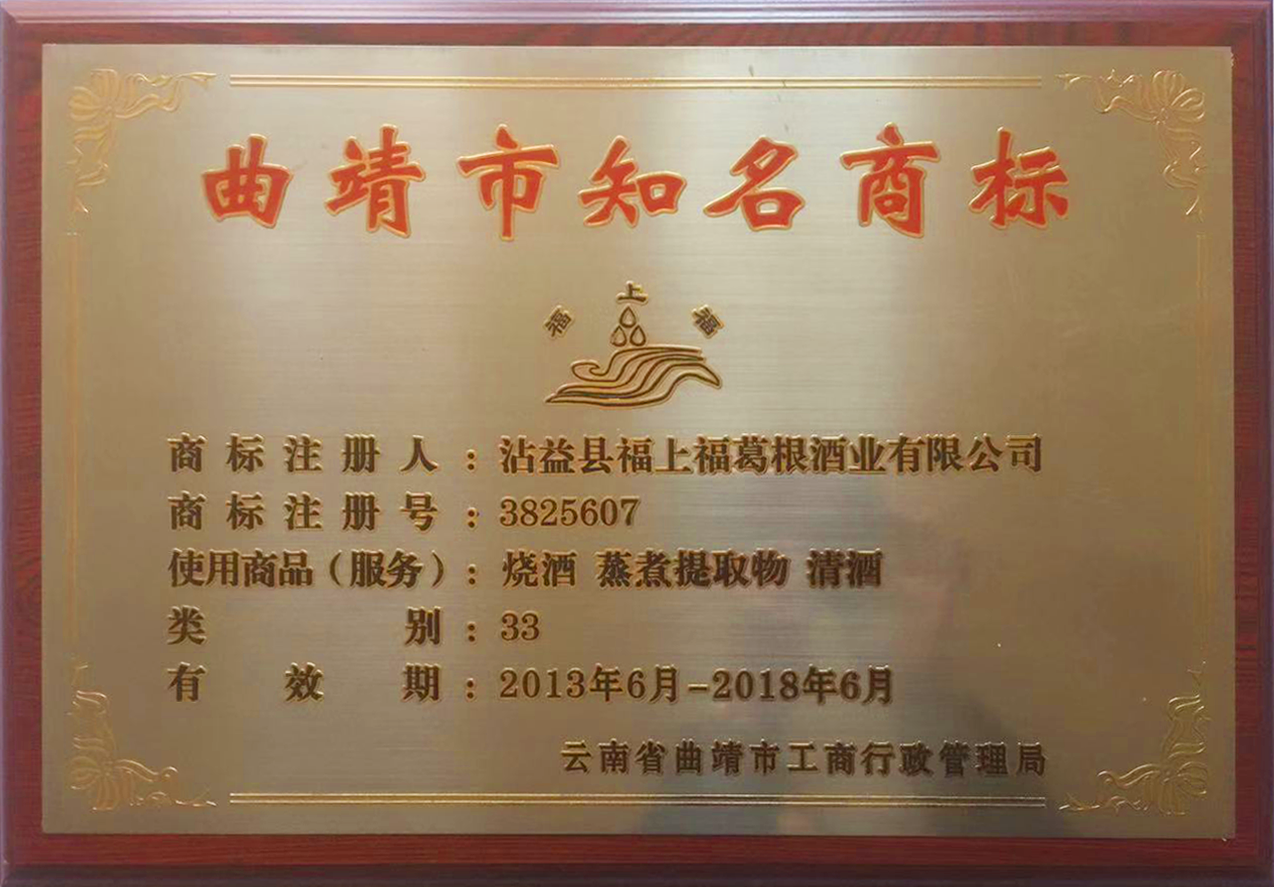 曲靖市知名商标
福上福
商标注册人：沾益县福上福葛根酒业有限公司
商标注册号：3825607
使用商品（服务）：烧酒 蒸煮提取物 清酒
类别：33
有效期：2013年6月-2018年6月
云南省曲靖市工商行政管理局